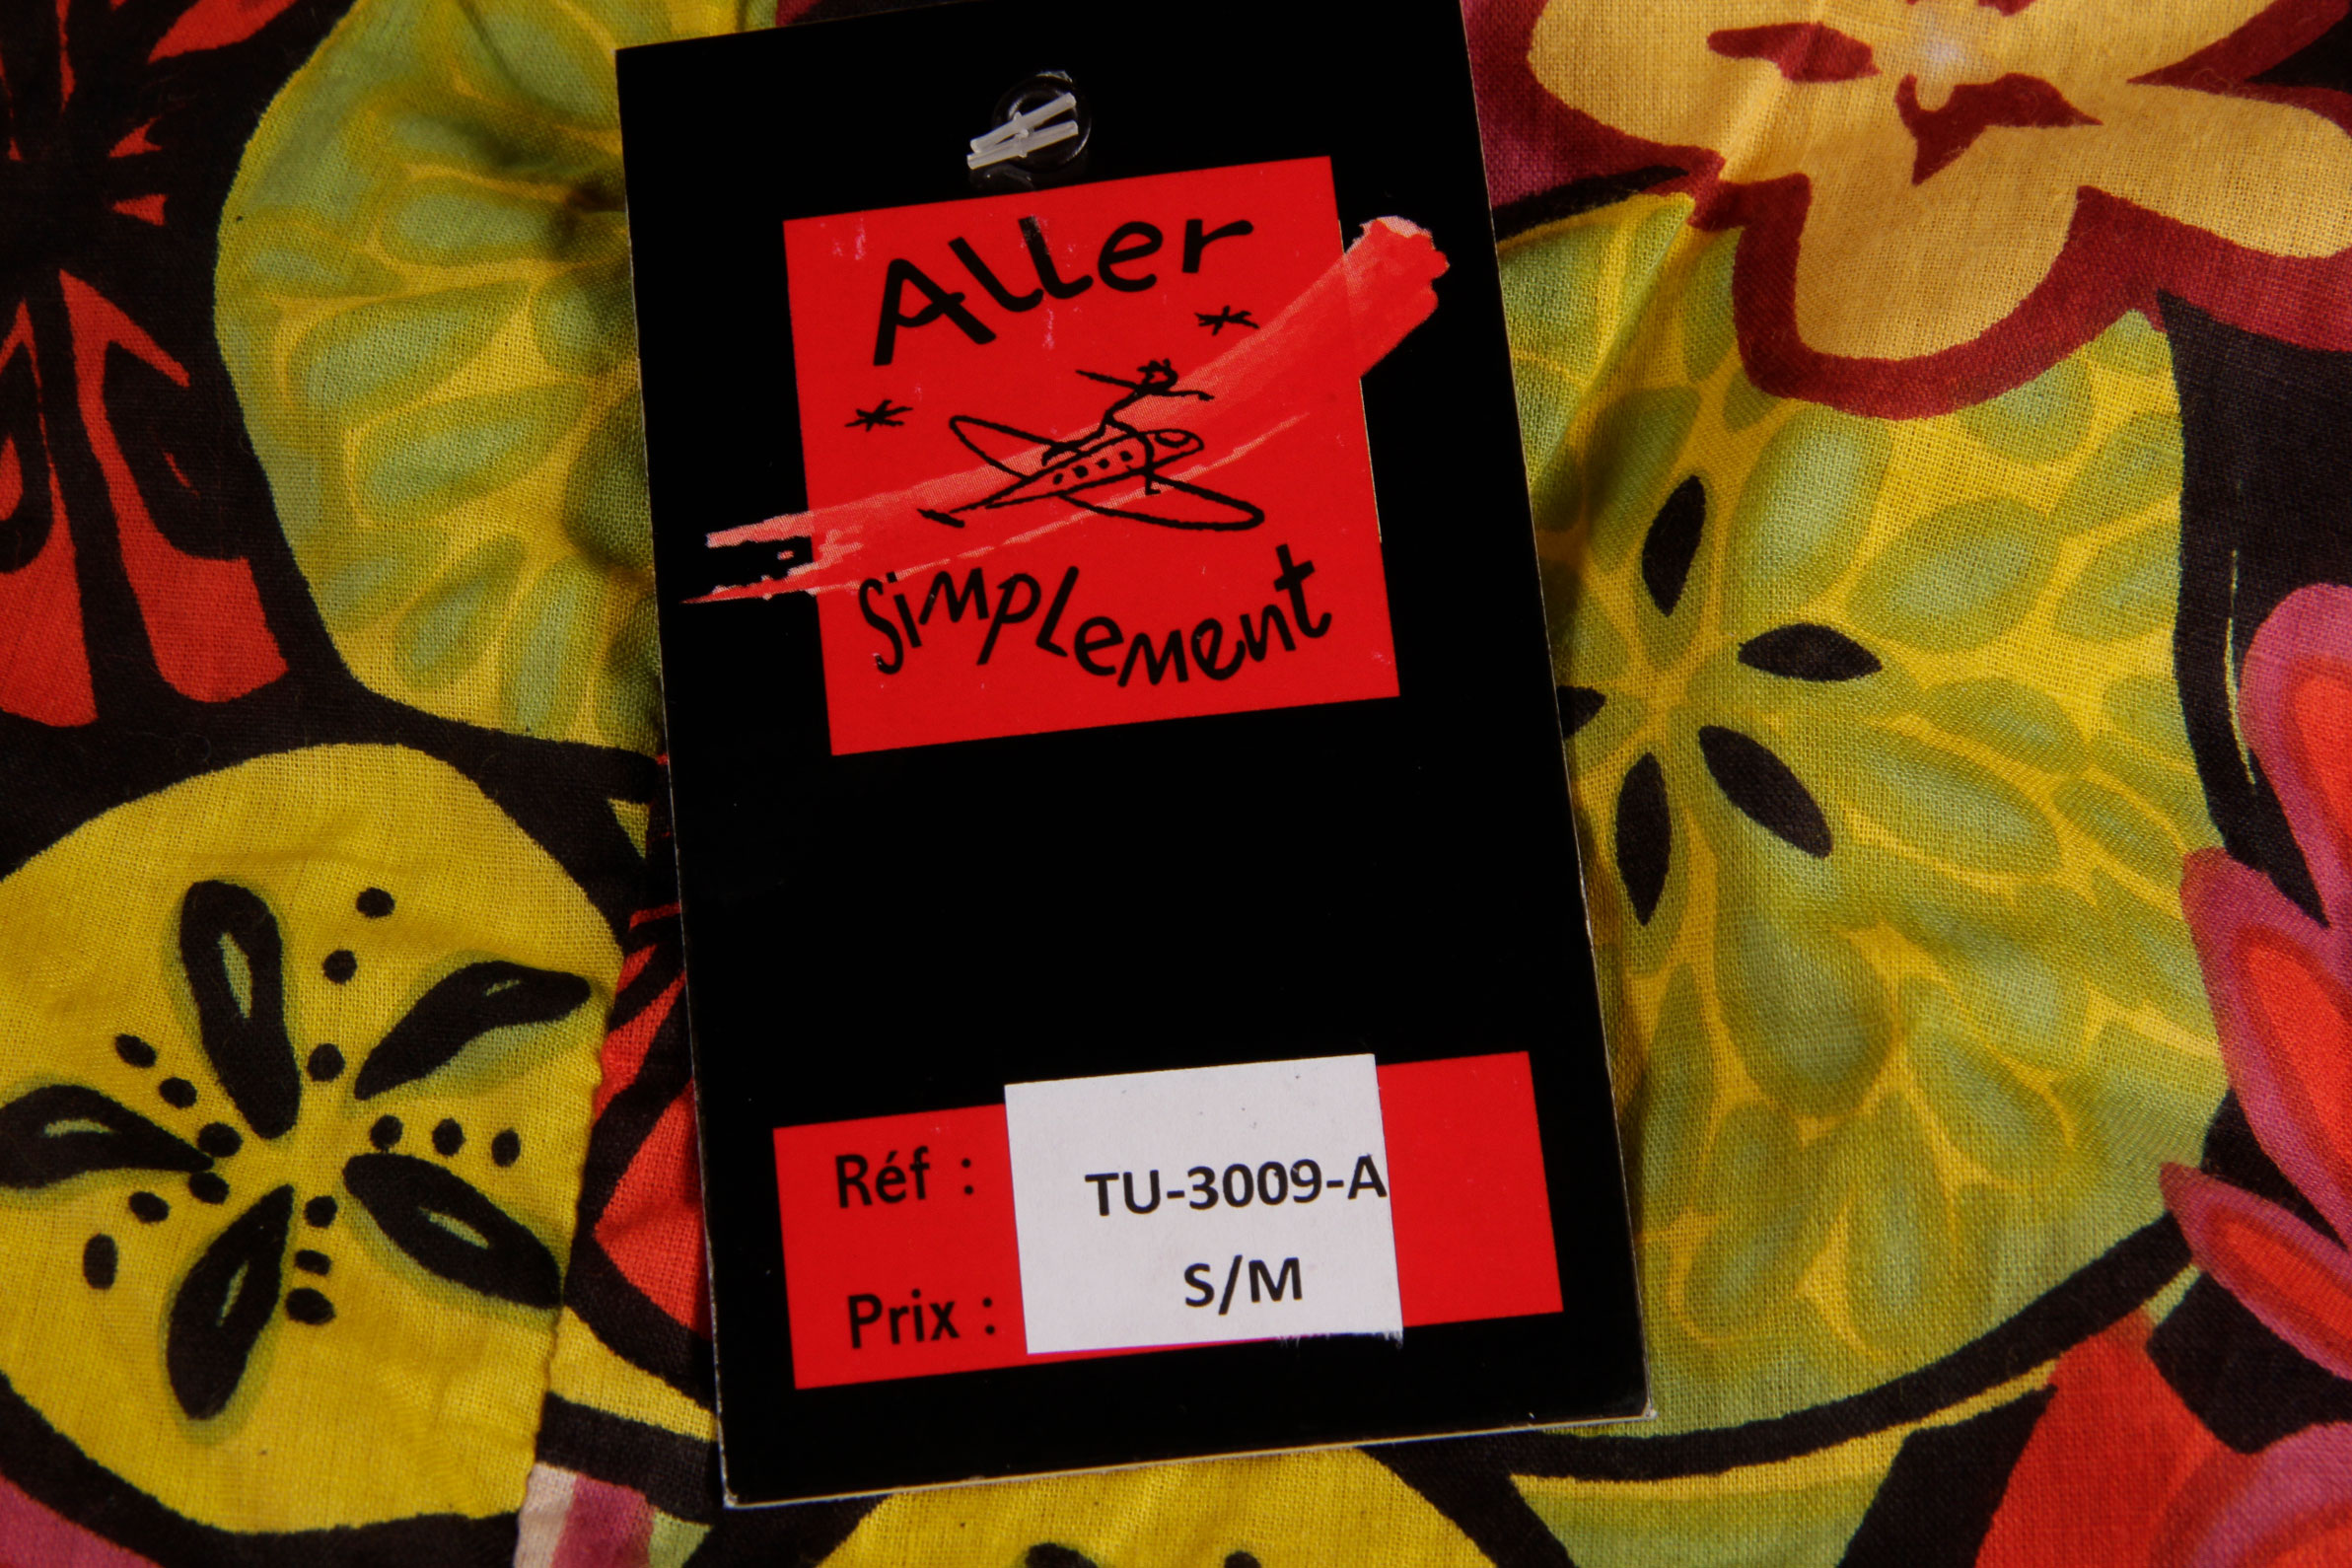 Aller
Simplement
Réf : TU-3009-A
Prix : S/M